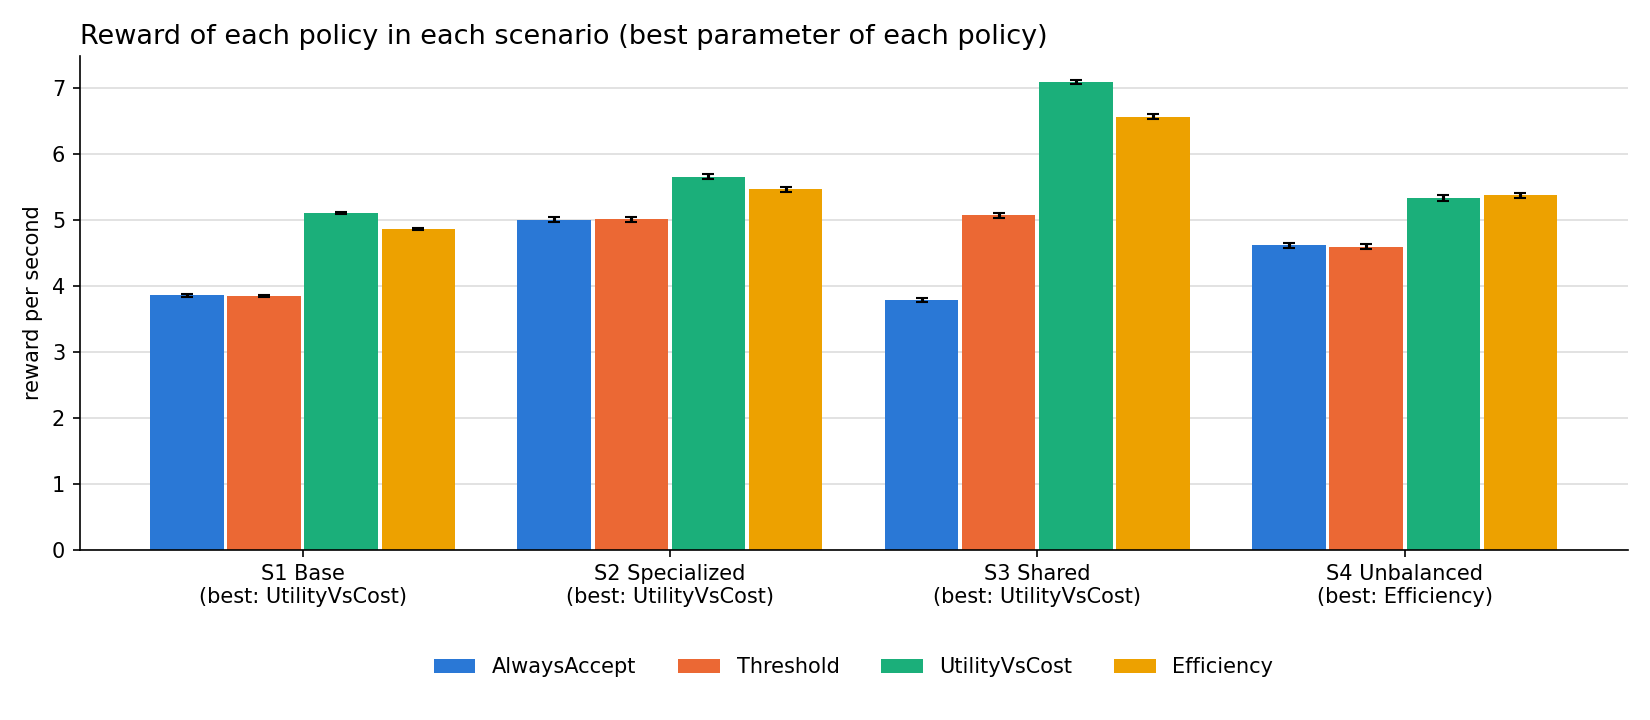 Reward of each policy in each scenario (best parameter of each policy)
7
6
5
4
3
2
1
0
reward per second
S1 Base
(best: UtilityVsCost)
S2 Specialized
(best: UtilityVsCost)
S3 Shared
(best: UtilityVsCost)
S4 Unbalanced
(best: Efficiency)
AlwaysAccept
Threshold
UtilityVsCost
Efficiency